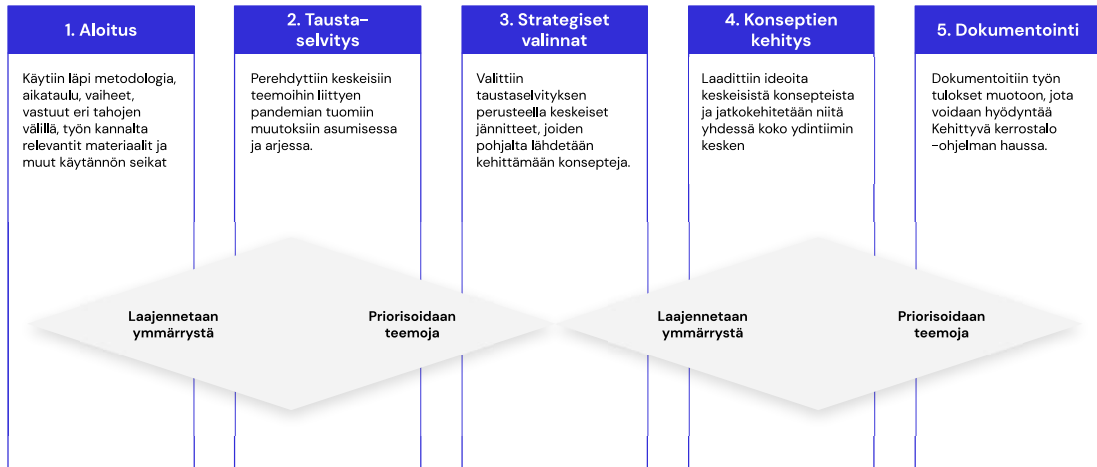 1. Aloitus
Käytiin läpi metodologia,
aikataulu, vaiheet,
vastuut eri tahojen
välillä, työn kannalta
relevantit materiaalit ja
muut käytännön seikat
2. Tausta-
selvitys
Perehdyttiin keskeisiin
teemoihin liittyen
pandemian tuomiin
muutoksiin asumisessa
ja arjessa.
3. Strategiset
valinnat
Valittiin
taustaselvityksen
perusteella keskeiset
jännitteet, joiden
pohjalta lähdetään
kehittämään konsepteja.
4. Konseptien
kehitys
Laadittiin ideoita
keskeisistä konsepteista
ja jatkokehitetään niitä
yhdessä koko ydintiimin
kesken
5. Dokumentointi
Dokumentoitiin työn
tulokset muotoon, jota
voidaan hyödyntää
Kehittyvä kerrostalo
-ohjelman haussa.
Laajennetaan
ymmärrystä
Priorisoidaan
teemoja
Laajennetaan
ymmärrystä
Priorisoidaan
teemoja